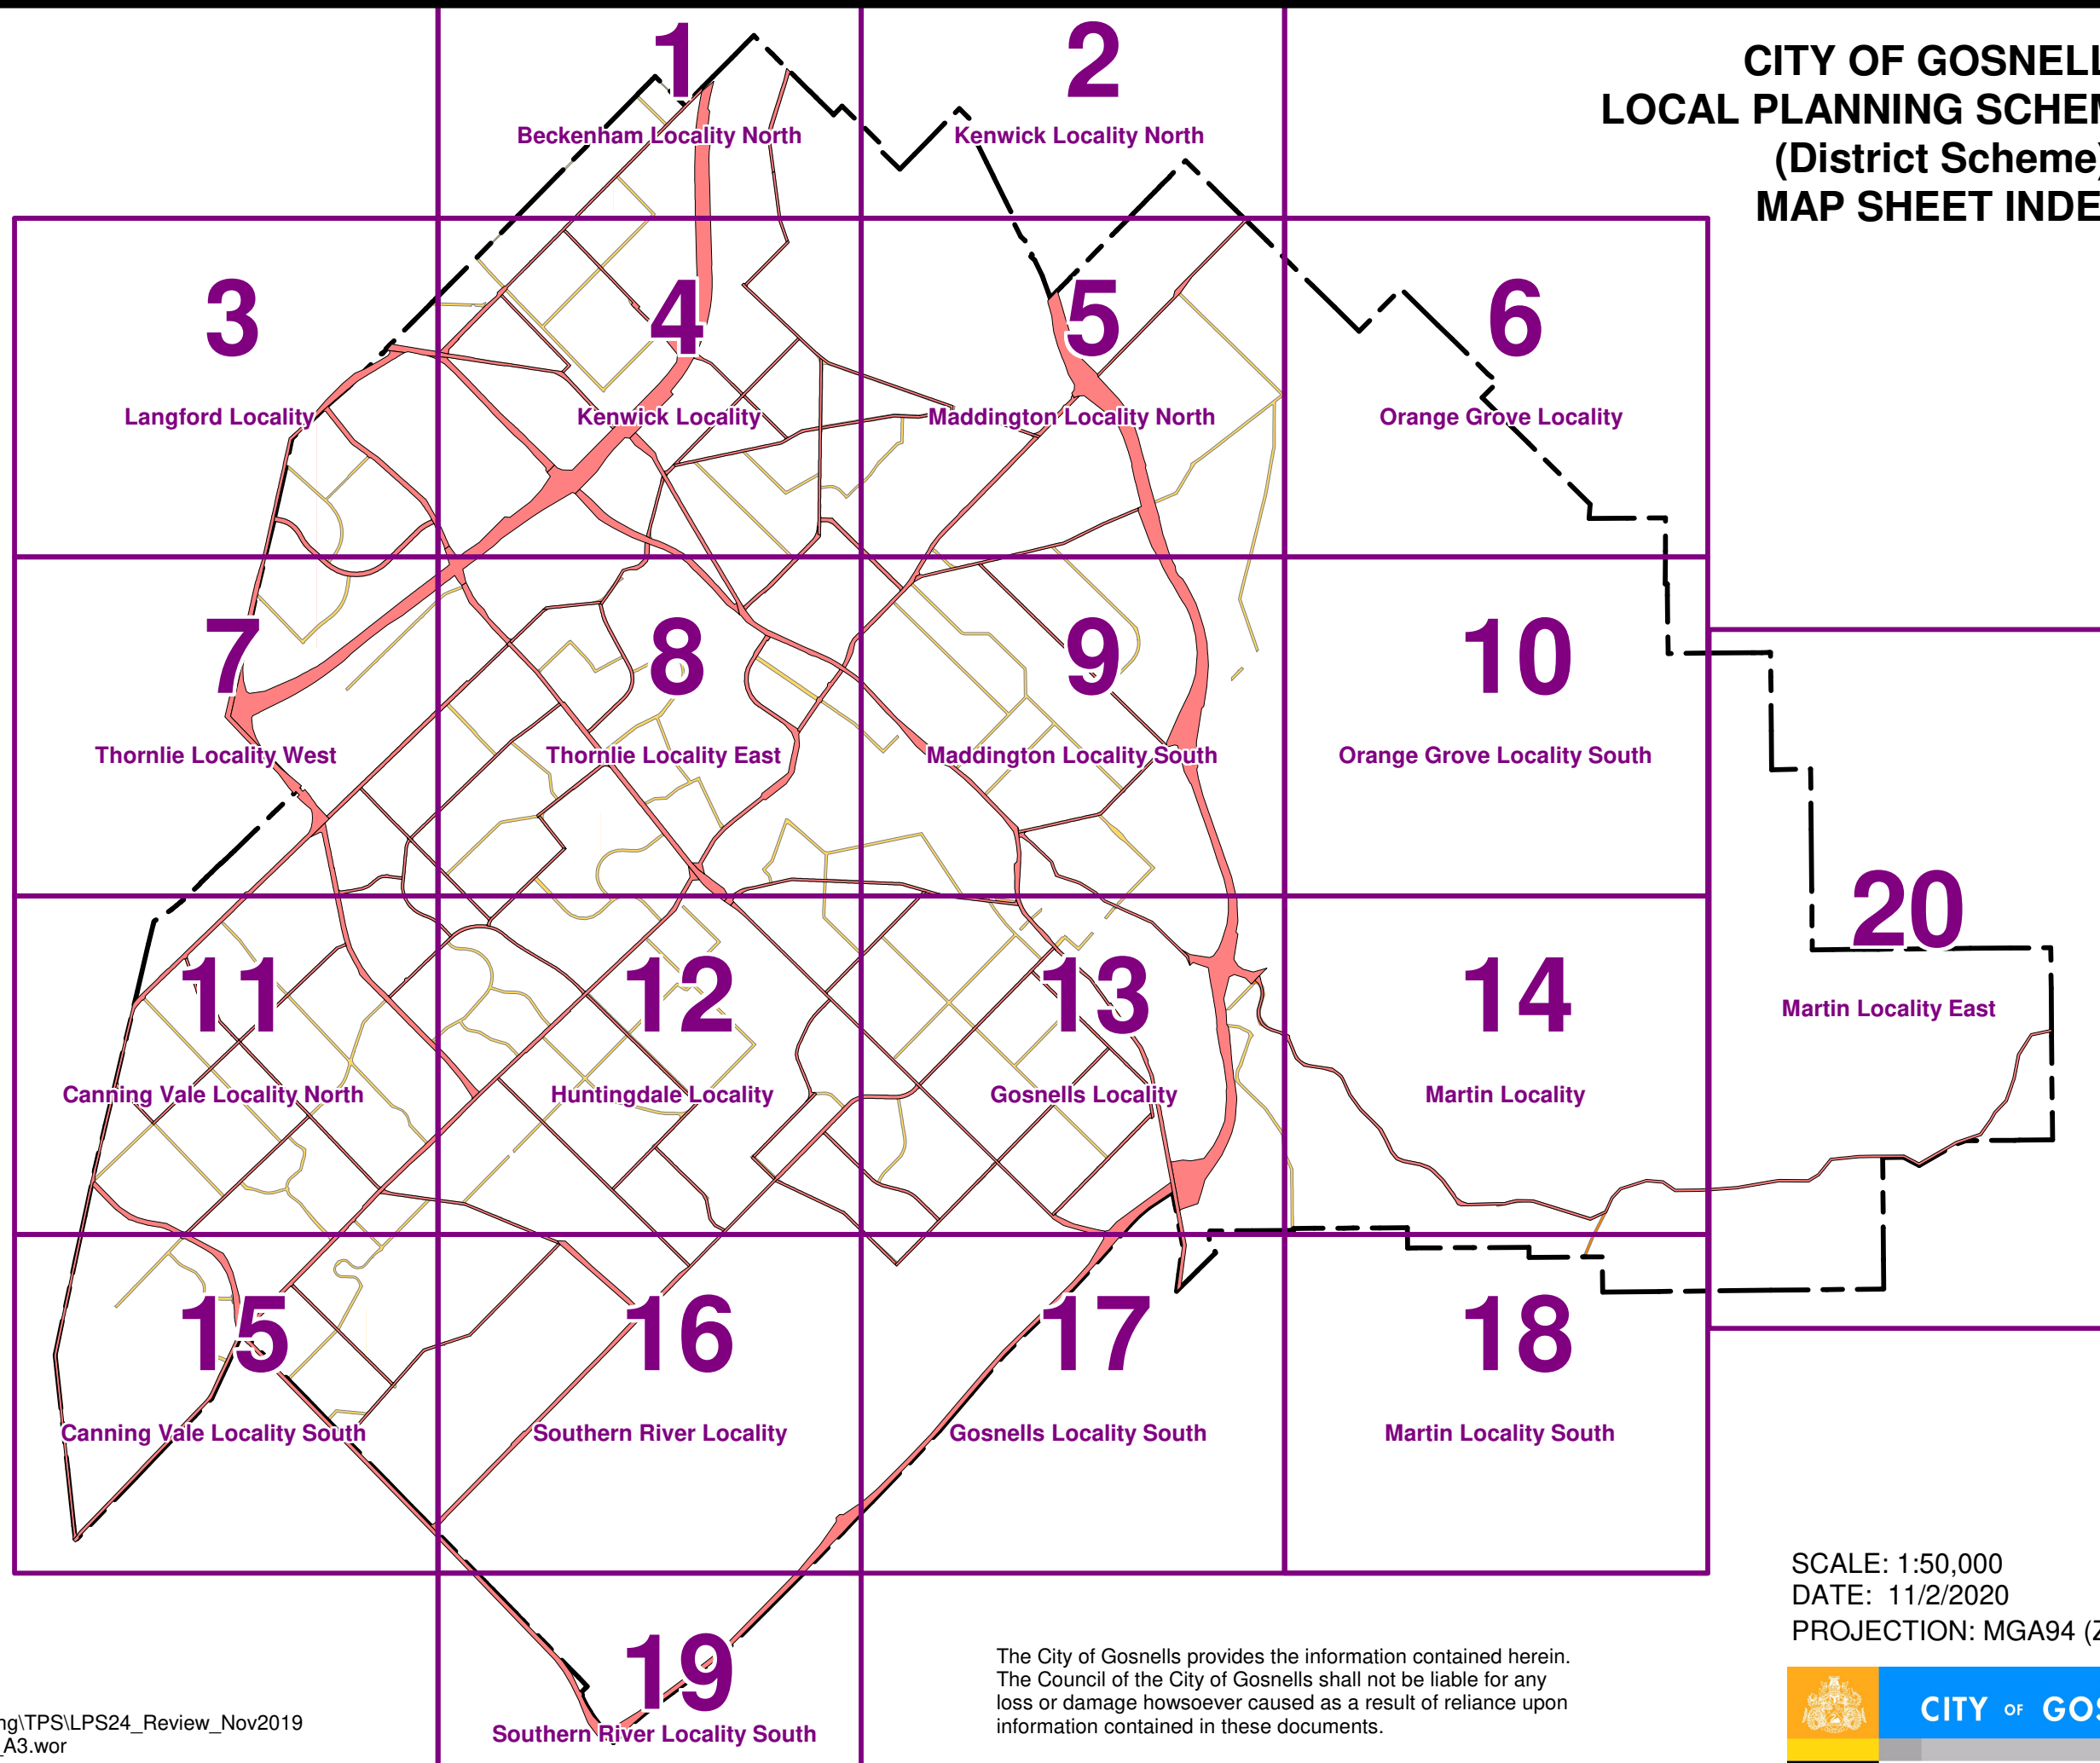 CITY OF GOSNELL
LOCAL PLANNING SCHEM
(District Scheme)
MAP SHEET INDE
1
Beckenham Locality North
2
Kenwick Locality North
3
Langford Locality
4
Kenwick Locality
5
Maddington Locality North
6
Orange Grove Locality
7
Thornlie Locality West
8
Thornlie Locality East
9
Maddington Locality South
10
Orange Grove Locality South
20
Martin Locality East
11
Canning Vale Locality North
12
Huntingdale Locality
13
Gosnells Locality
14
Martin Locality
15
Canning Vale Locality South
16
Southern River Locality
17
Gosnells Locality South
18
Martin Locality South
19
Southern River Locality South
SCALE: 1:50,000
DATE: 11/2/2020
PROJECTION: MGA94 (Z
The City of Gosnells provides the information contained herein.
The Council of the City of Gosnells shall not be liable for any
loss or damage howsoever caused as a result of reliance upon
information contained in these documents.
ng\TPS\LPS24_Review_Nov2019
_A3.wor
CITY OF GOS